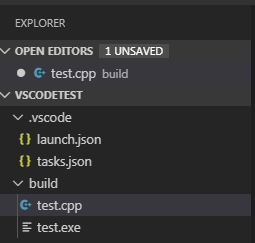 EXPLORER
OPEN EDITORS 1 UNSAVED
test.cpp build
VSCODETEST
.vscode
{} launch.json
{} tasks.json
build
test.cpp
test.exe